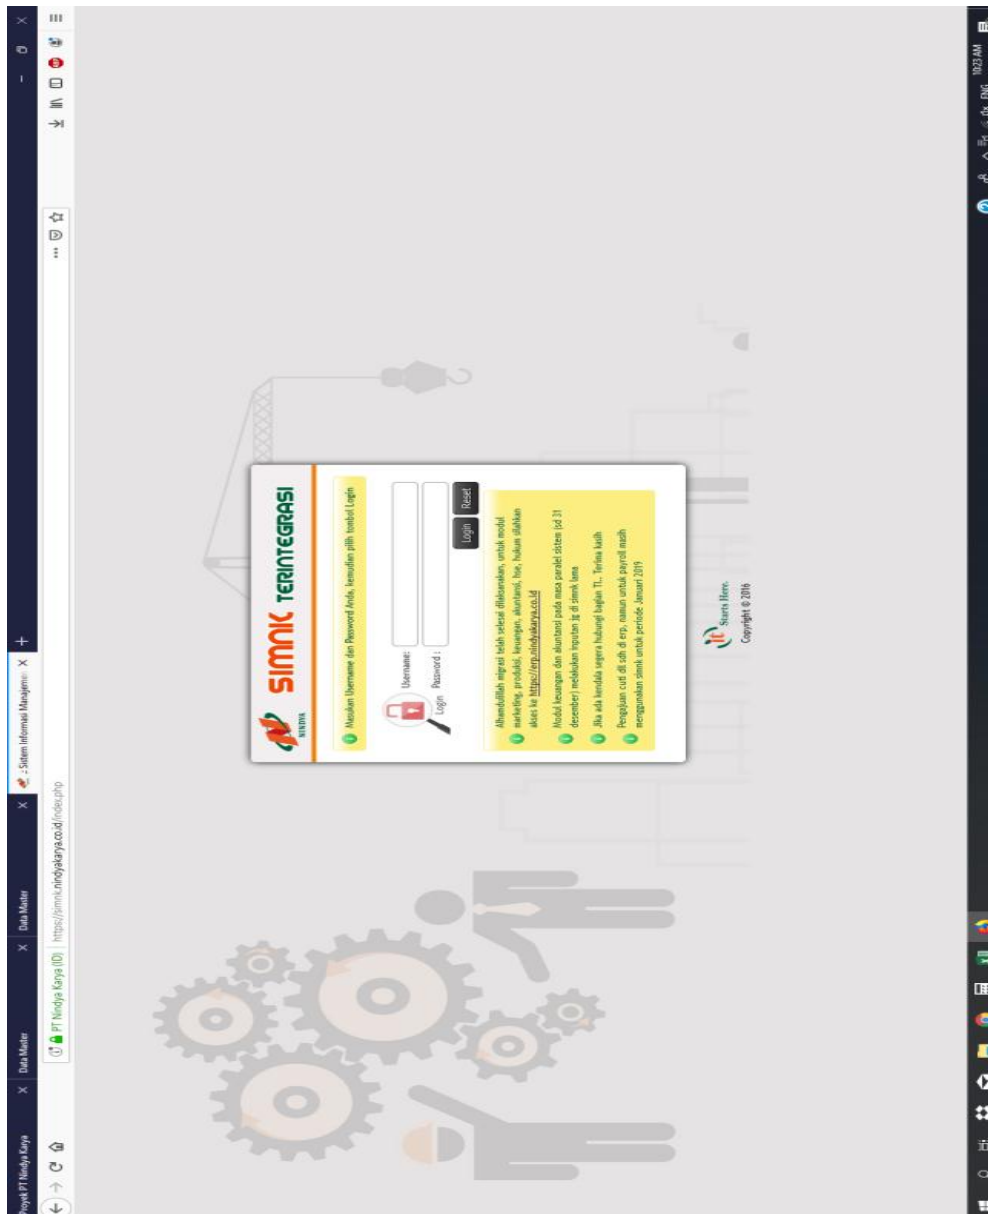 Proyek PT Nindya Karya
Data Master
Data Master
.: Sistem Informasi Manajemen
PT Nindya Karya (ID)
https://simnk.nindyakarya.co.id/index.php
NINDYA
SIMNK TERINTEGRASI
Masukan Username dan Password Anda, kemudian pilih tombol Login
Username:
Password :
Login
Login Reset
Alhamdulillah migrasi telah selesai dilaksanakan, untuk modul
marketing, produksi, keuangan, akuntansi, hse, hukum silahkan
akses ke https://erp.nindyakarya.co.id
Modul keuangan dan akuntansi pada masa paralel sistem (sd 31
desember) melakukan inputan jg di simnk lama
Jika ada kendala segera hubungi bagian TI.. Terima kasih
Pengajuan cuti dll sdh di erp, namun untuk payroll masih
menggunakan simnk untuk periode Januari 2019
it Starts Here.
Copyright © 2016
ENG
10:23 AM